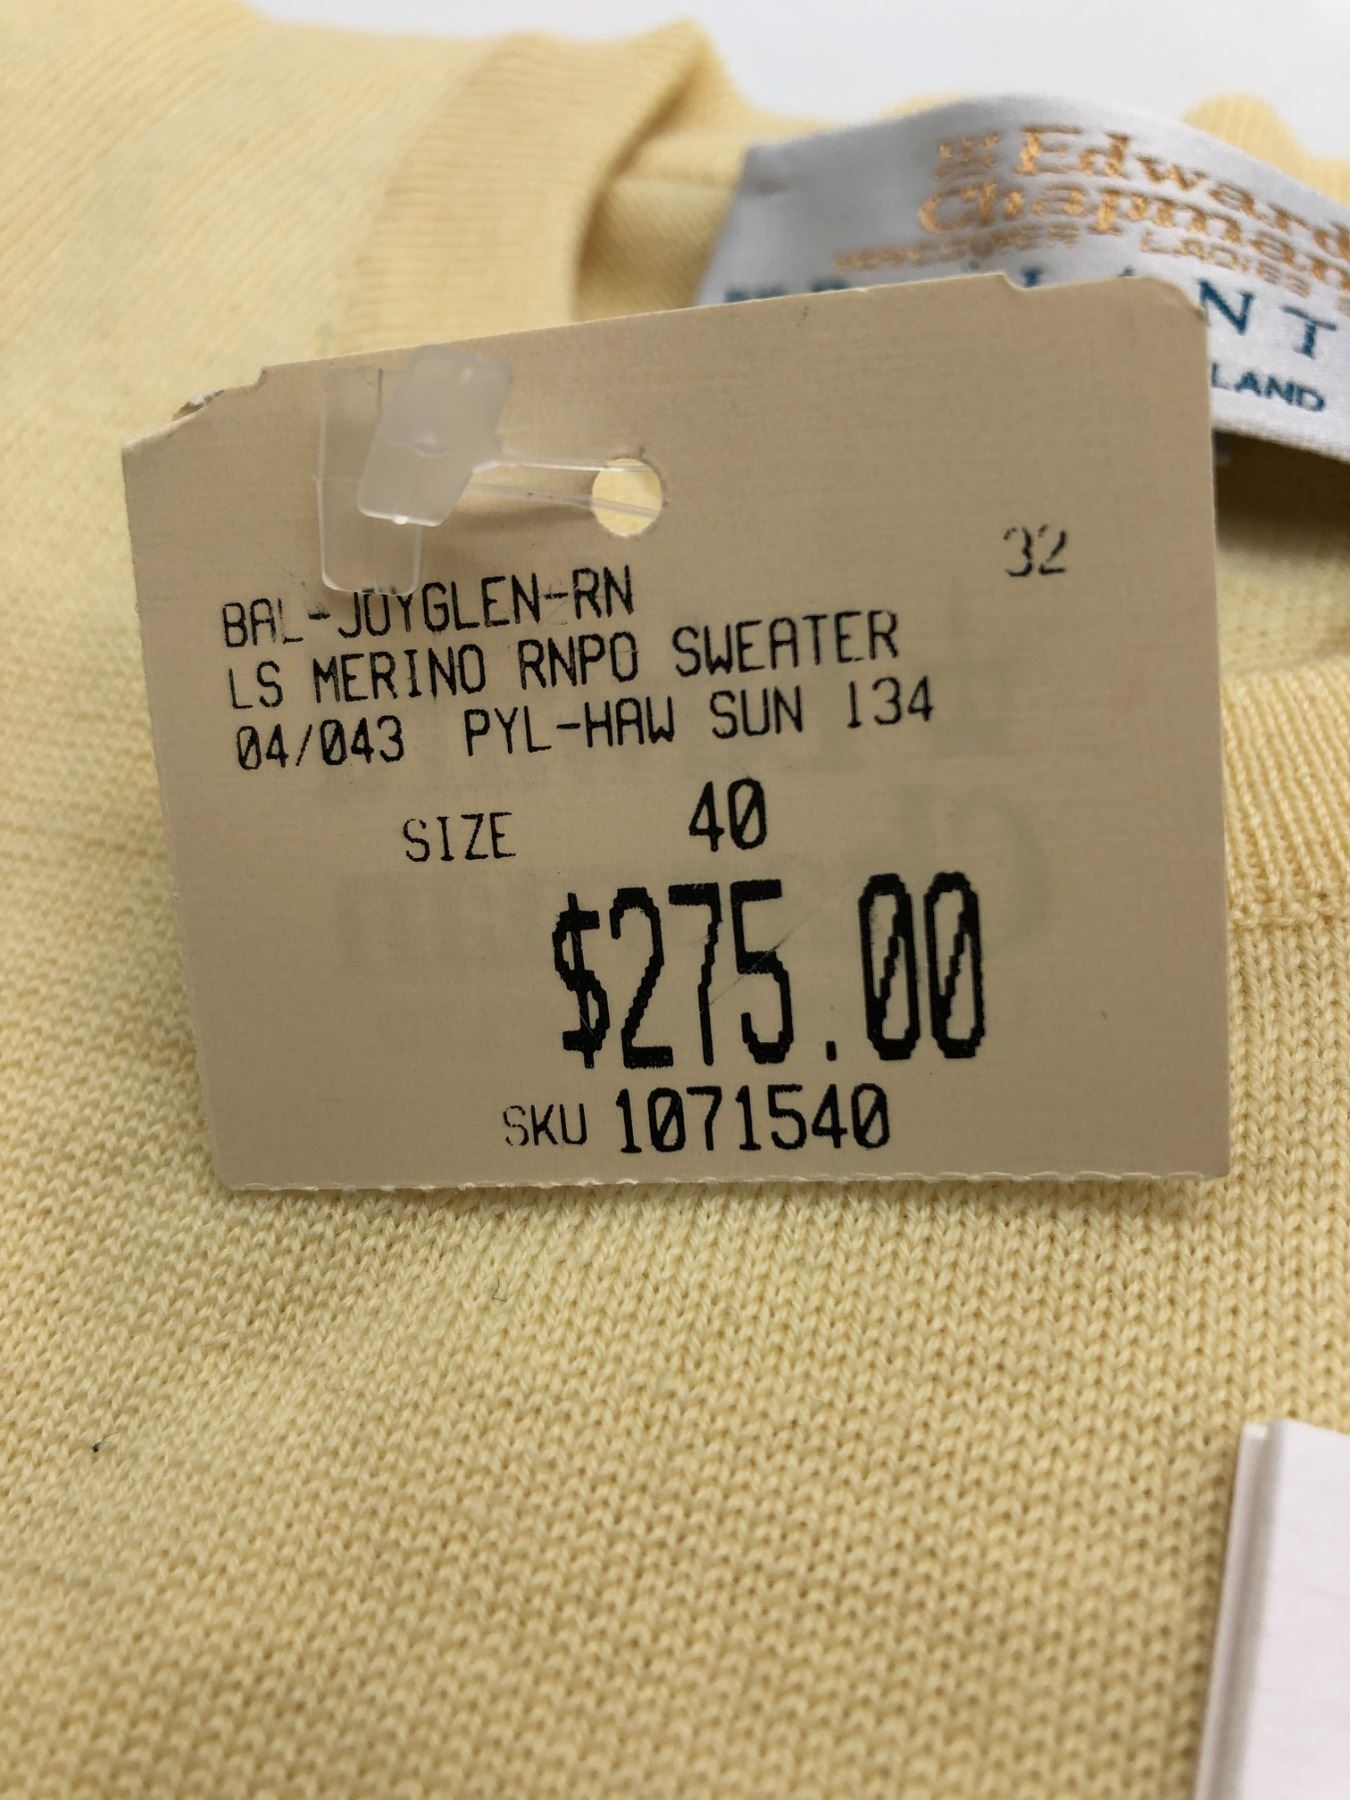 Edward
Chapman
LADIES
NT
LAND
32
BAL-JOYGLEN-RN
LS MERINO RNPO SWEATER
04/043 PYL-HAW SUN 134
SIZE 40
$275.00
SKU 1071540